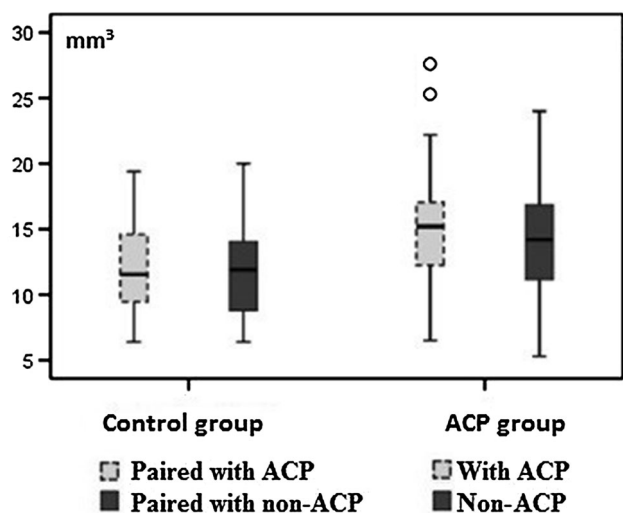 mm³
30
25
20
15
10
5
Control group ACP group
Paired with ACP With ACP
Paired with non-ACP Non-ACP